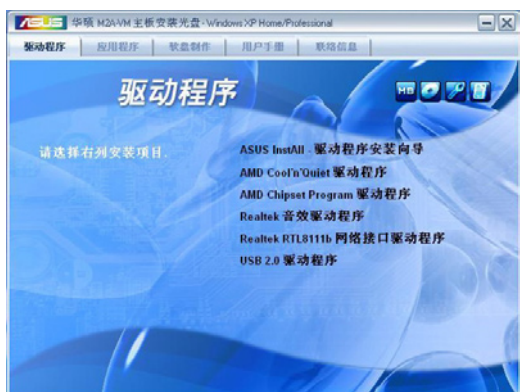 ASUS 华硕 M2A-VM 主板安装光盘 - Windows XP Home/Professional
驱动程序 应用程序 软盘制作 用户手册 联络信息
驱动程序
请选择右列安装项目.
ASUS InstAll - 驱动程序安装向导
AMD Cool'n'Quiet 驱动程序
AMD Chipset Program 驱动程序
Realtek 音效驱动程序
Realtek RTL8111b 网络接口驱动程序
USB 2.0 驱动程序